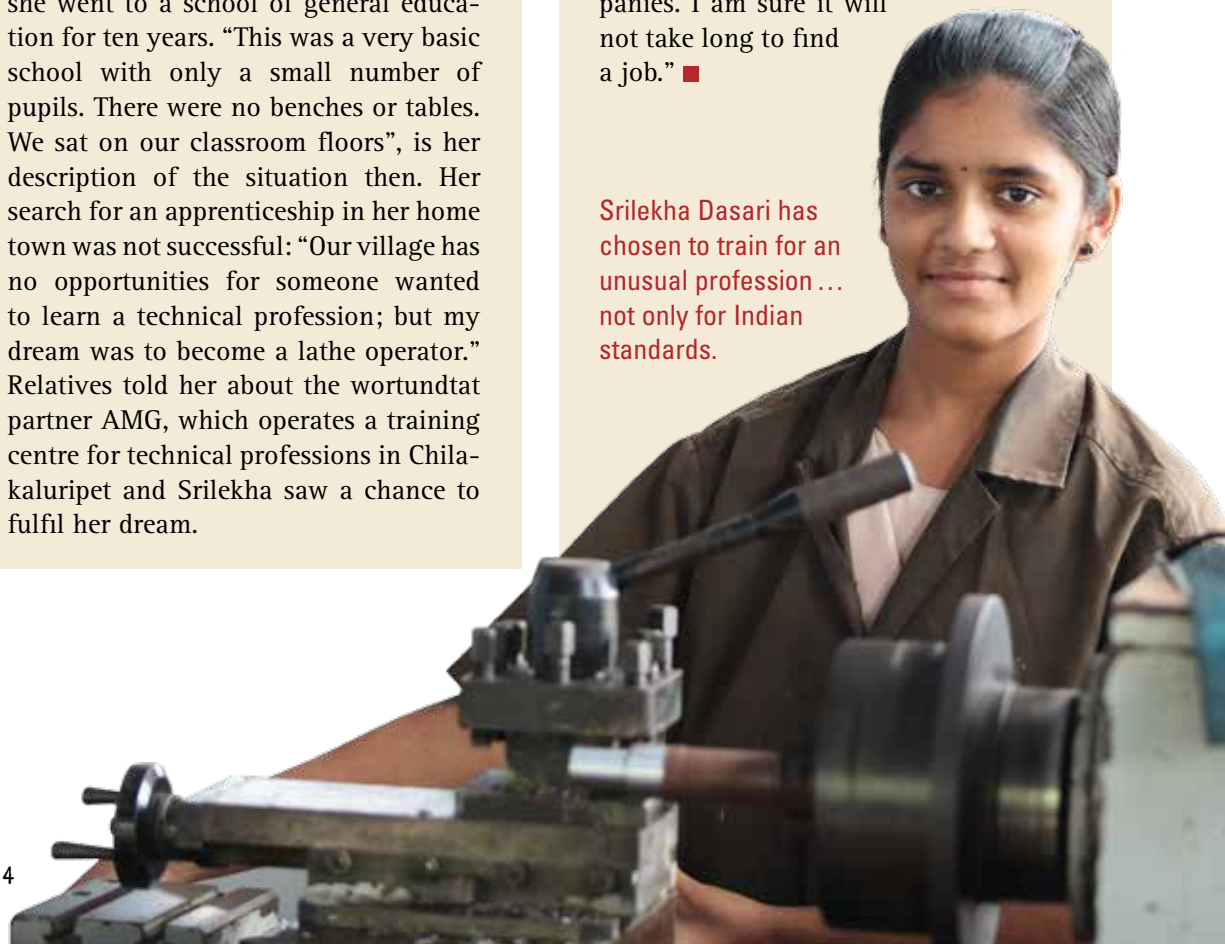 she went to a school of general educa-
tion for ten years. “This was a very basic
school with only a small number of
pupils. There were no benches or tables.
We sat on our classroom floors”, is her
description of the situation then. Her
search for an apprenticeship in her home
town was not successful: “Our village has
no opportunities for someone wanted
to learn a technical profession; but my
dream was to become a lathe operator.”
Relatives told her about the wortundtat
partner AMG, which operates a training
centre for technical professions in Chila-
kaluripet and Srilekha saw a chance to
fulfil her dream.
panies. I am sure it will
not take long to find
a job.” ■
Srilekha Dasari has
chosen to train for an
unusual profession …
not only for Indian
standards.
4